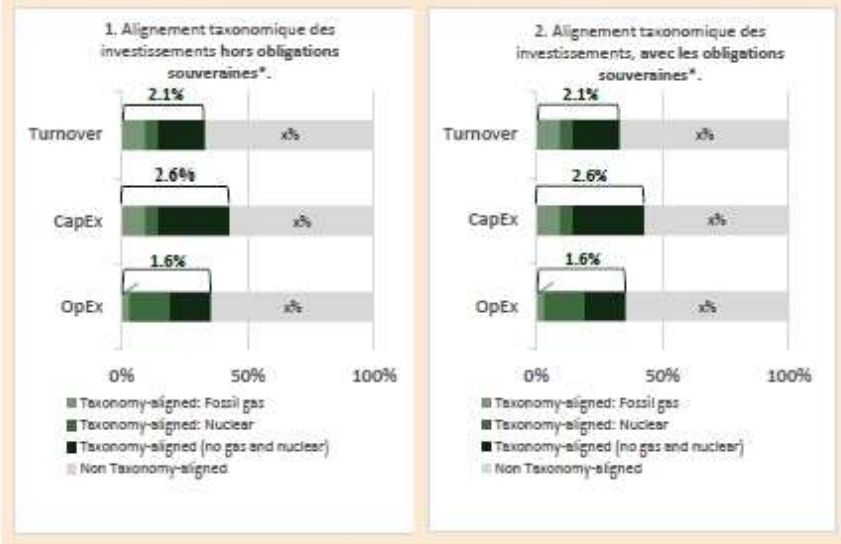 1. Alignement taxonomique des
investissements hors obligations
souveraines*.
2.1%
Turnover
x%
2.6%
CapEx
x%
1.6%
OpEx
x%
0%
50%
100%
Taxonomy-aligned: Fossil gas
Taxonomy-aligned: Nuclear
Taxonomy-aligned (no gas and nuclear)
Non Taxonomy-aligned
2. Alignement taxonomique des
investissements, avec les obligations
souveraines*.
2.1%
Turnover
x%
2.6%
CapEx
x%
1.6%
OpEx
x%
0%
50%
100%
Taxonomy-aligned: Fossil gas
Taxonomy-aligned: Nuclear
Taxonomy-aligned (no gas and nuclear)
Non Taxonomy-aligned